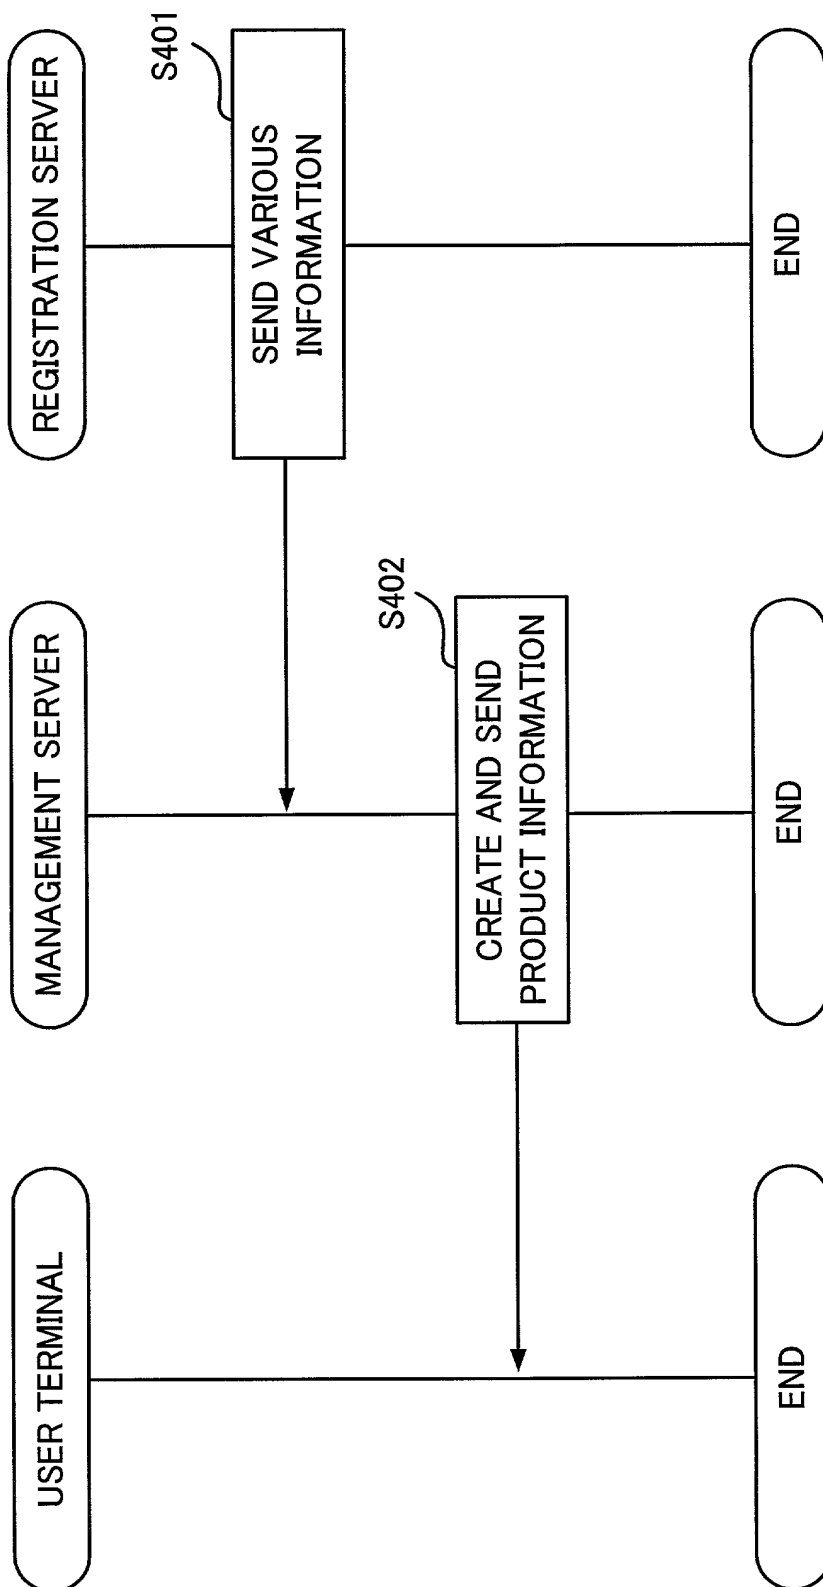 USER TERMINAL
MANAGEMENT SERVER
REGISTRATION SERVER
S401
SEND VARIOUS
INFORMATION
S402
CREATE AND SEND
PRODUCT INFORMATION
END
END
END